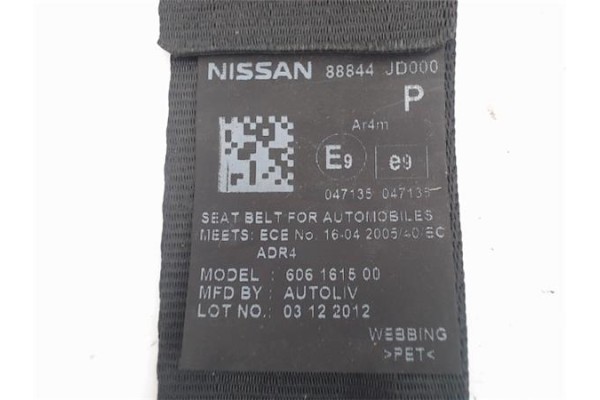 NISSAN 88844 JD000
P
Ar4m
E9 e9
047135 047135
SEAT BELT FOR AUTOMOBILES
MEETS: ECE No. 16-04 2005/40/EC
ADR4
MODEL : 606 1615 00
MFD BY : AUTOLIV
LOT NO.: 03 12 2012
WEBBING
>PET<